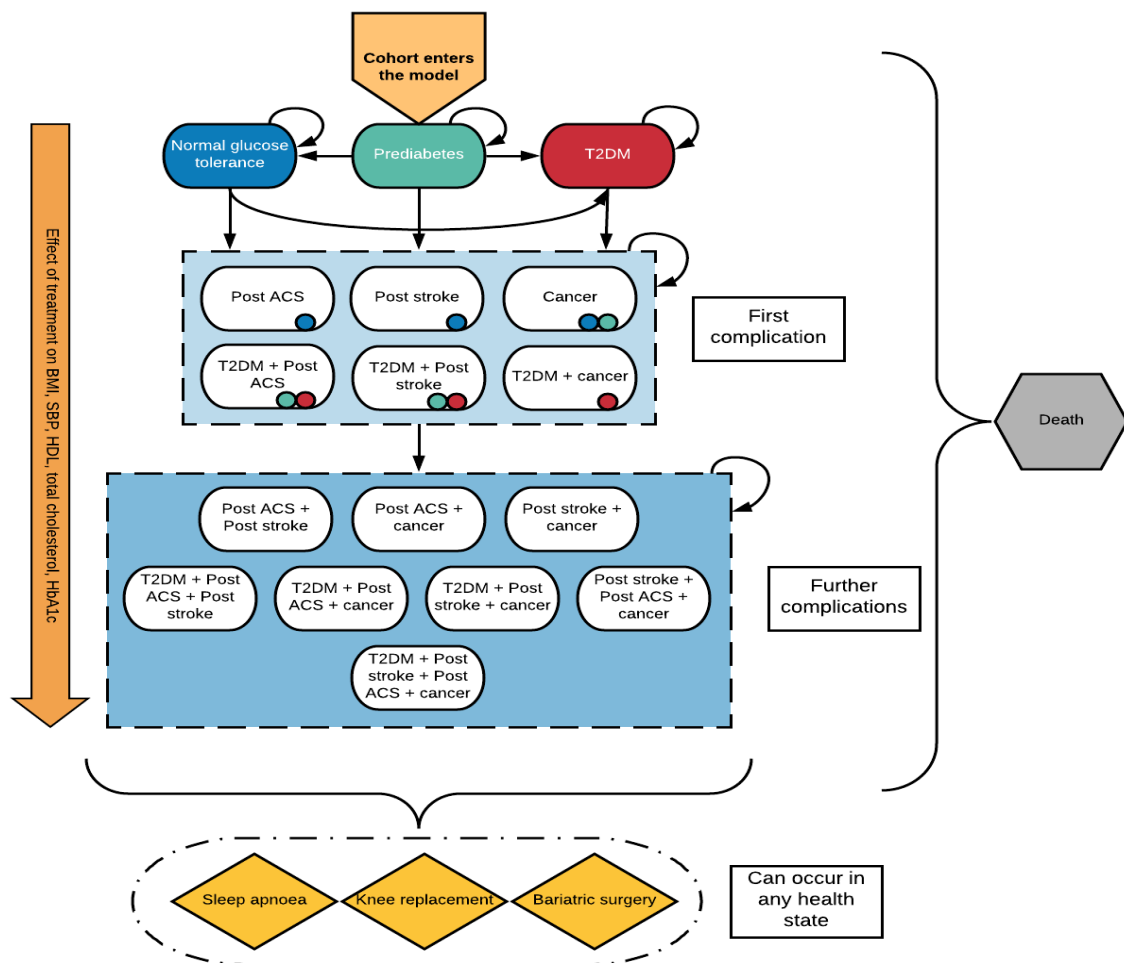 Cohort enters
the model
Normal glucose
tolerance
Prediabetes
T2DM
Effect of treatment on BMI, SBP, HDL, total cholesterol, HbA1c
Post ACS
Post stroke
Cancer
T2DM + Post
ACS
T2DM + Post
stroke
T2DM + cancer
First
complication
Death
Post ACS +
Post stroke
Post ACS +
cancer
Post stroke +
cancer
T2DM + Post
ACS + Post
stroke
T2DM + Post
ACS + cancer
T2DM + Post
stroke + cancer
Post stroke +
Post ACS +
cancer
T2DM + Post
stroke + Post
ACS + cancer
Further
complications
Sleep apnoea
Knee replacement
Bariatric surgery
Can occur in
any health
state